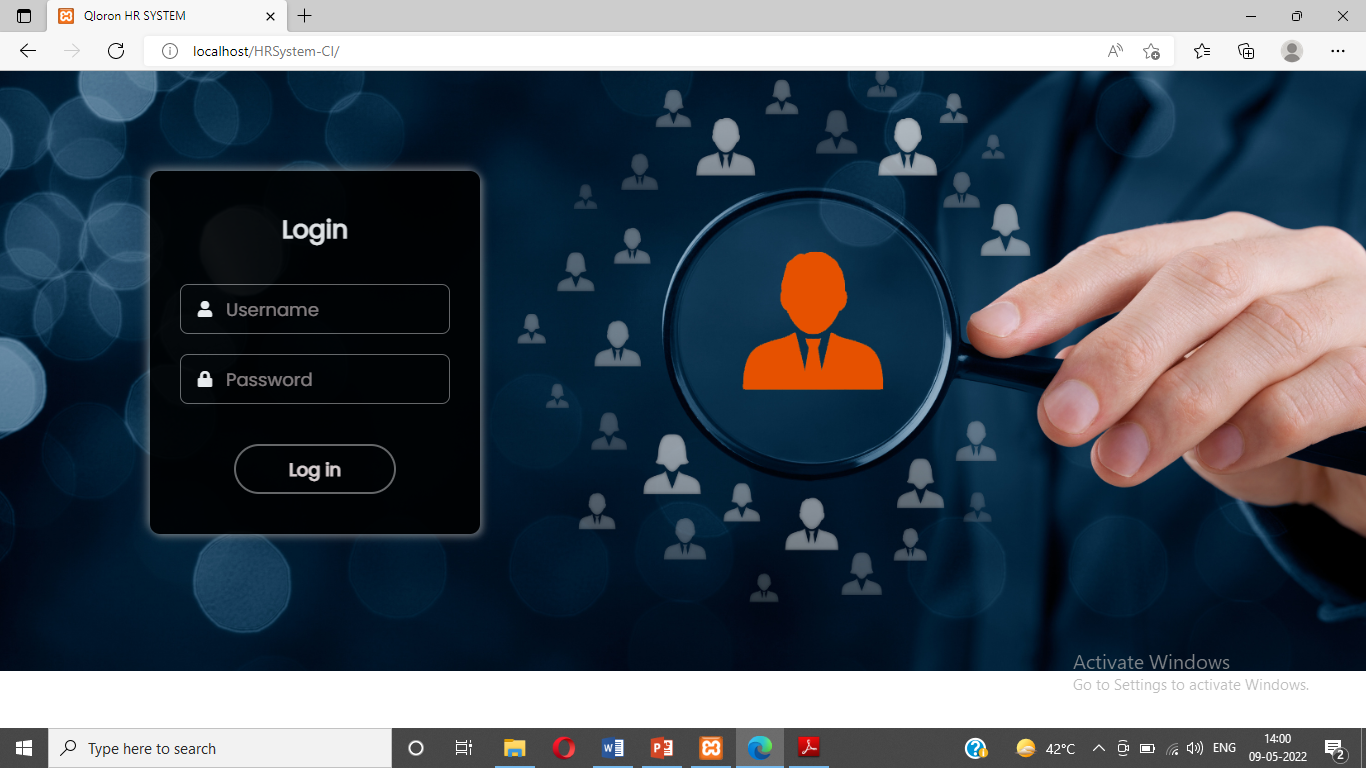 Qloron HR SYSTEM
localhost/HRSystem-CI/
Login
Username
Password
Log in
Activate Windows
Go to Settings to activate Windows.
Type here to search
42°C
ENG
14:00
09-05-2022
2